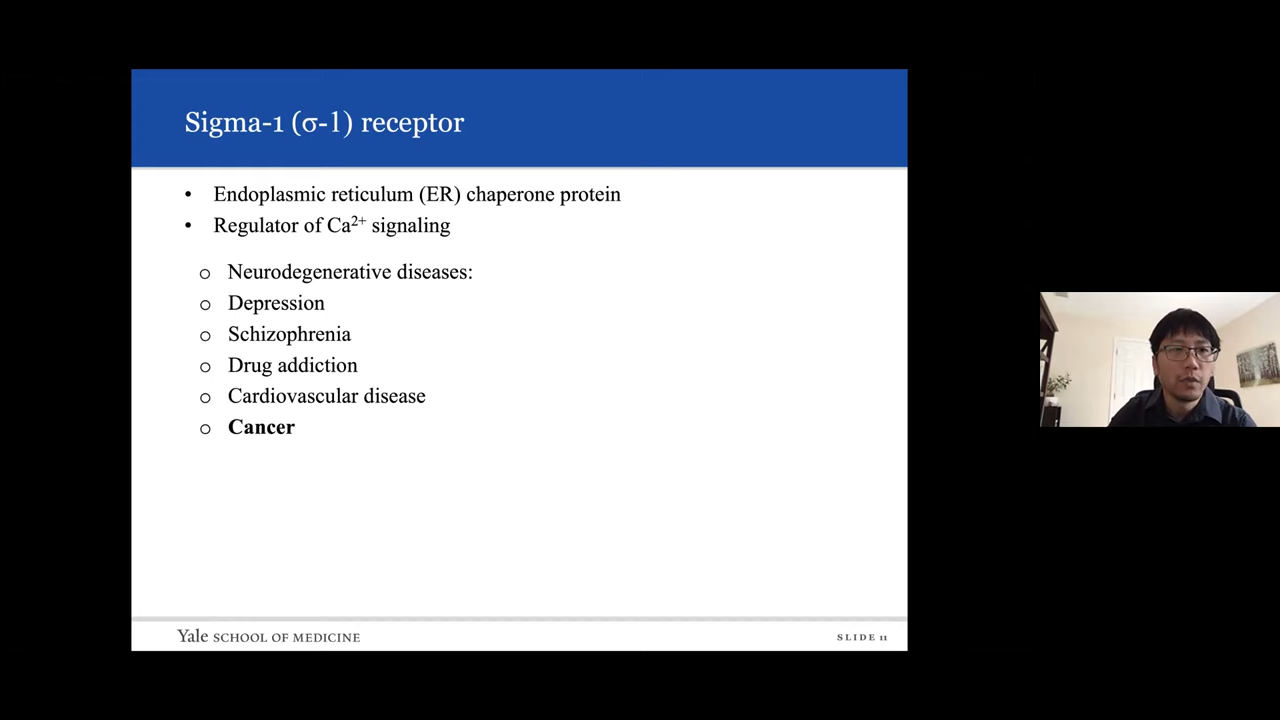 Sigma-1 (σ-1) receptor
• Endoplasmic reticulum (ER) chaperone protein
• Regulator of Ca²⁺ signaling
o Neurodegenerative diseases:
o Depression
o Schizophrenia
o Drug addiction
o Cardiovascular disease
o Cancer
Yale SCHOOL OF MEDICINE
SLIDE 11